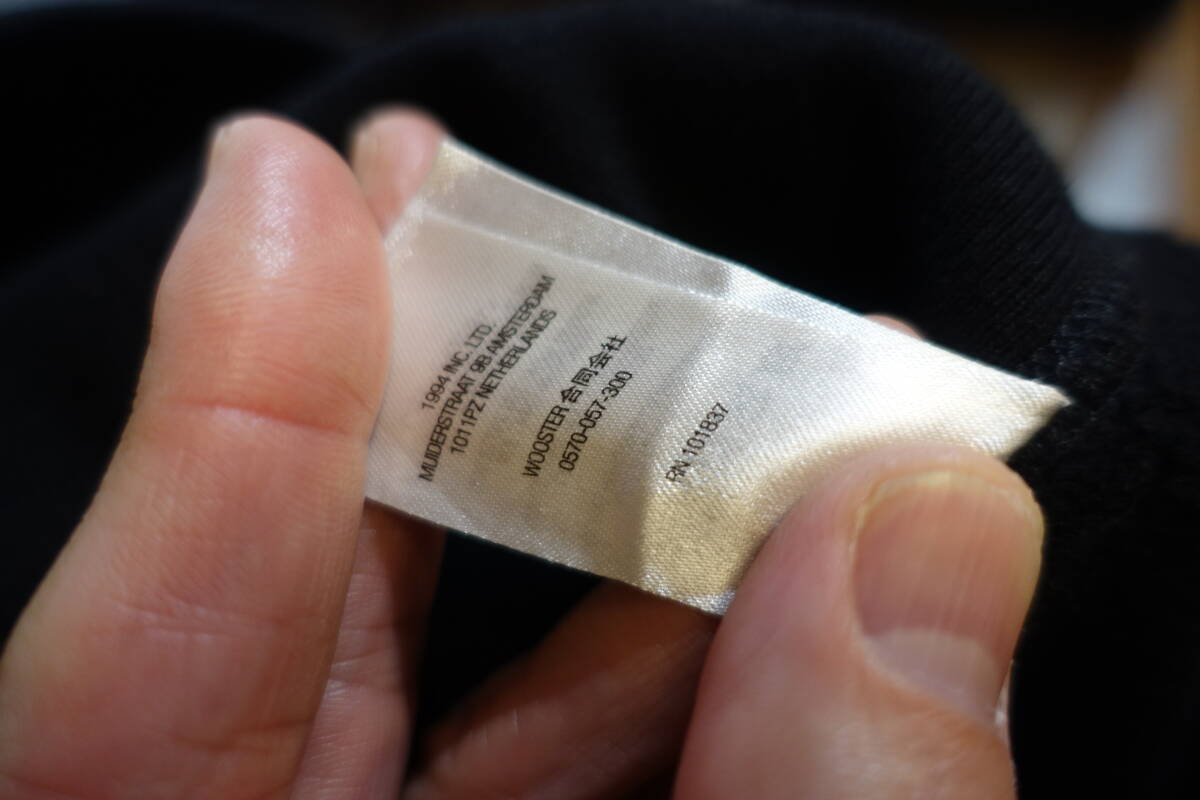 1994 INC. LTD.
MUIDERSTRAAT 9B AMSTERDAM
1011PZ NETHERLANDS
WOOSTER 合同会社
0570-057-300
RN 101837